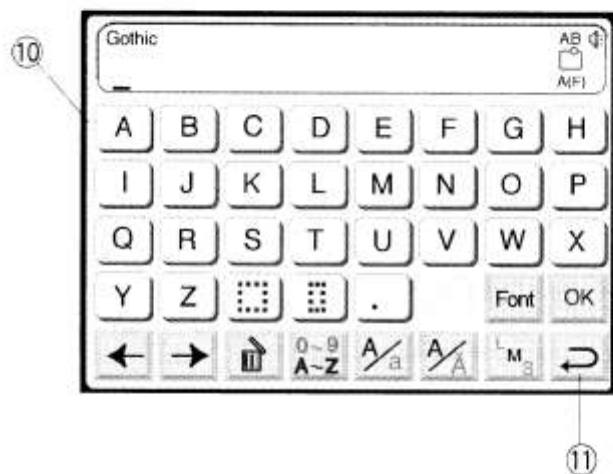 Gothic AB
A(F)
⑩
A B C D E F G H
I J K L M N O P
Q R S T U V W X
Y Z . Font OK
0~9
A~Z A/a A/Ä L M a
⑪